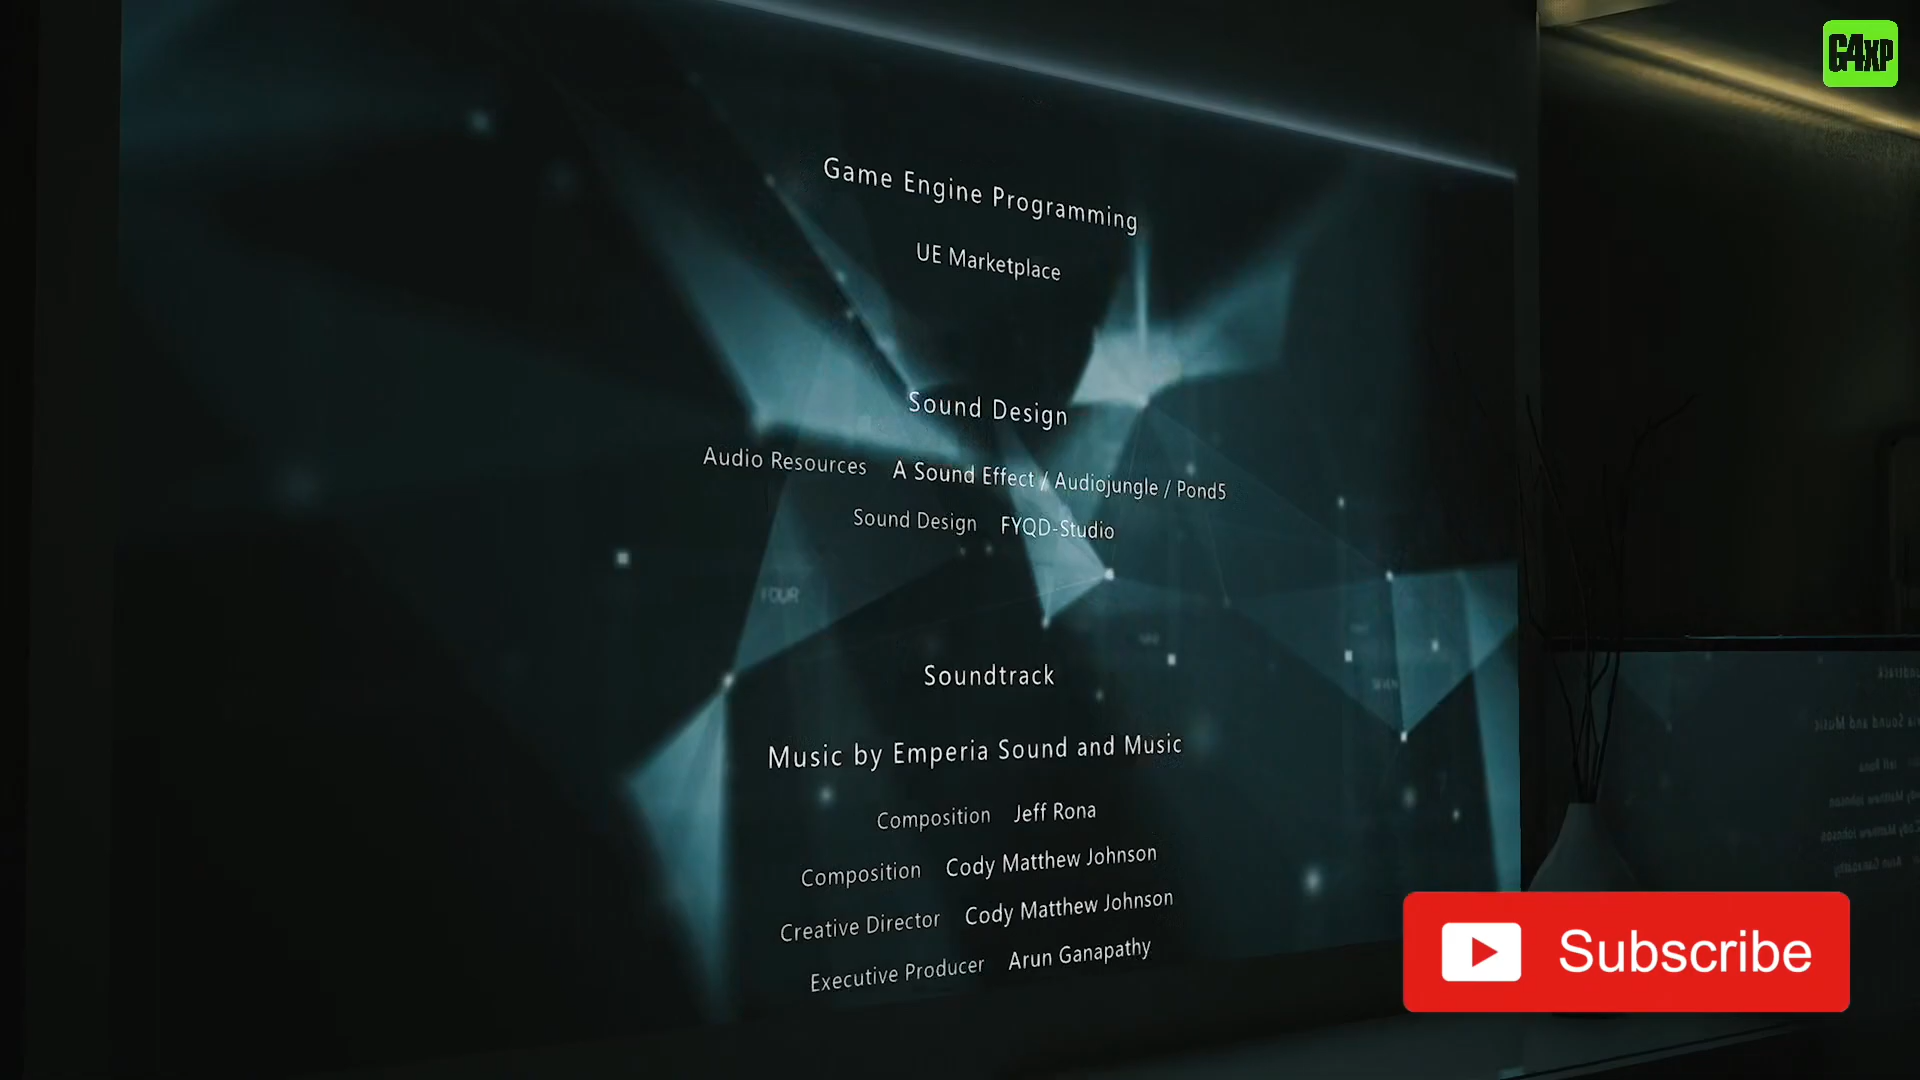 G4XP
Game Engine Programming
UE Marketplace
Sound Design
Audio Resources A Sound Effect / Audiojungle / Pond5
Sound Design FYQD-Studio
FOUR
SEVEN
Soundtrack
Music by Emperia Sound and Music
Composition Jeff Rona
Composition Cody Matthew Johnson
Creative Director Cody Matthew Johnson
Executive Producer Arun Ganapathy
Subscribe